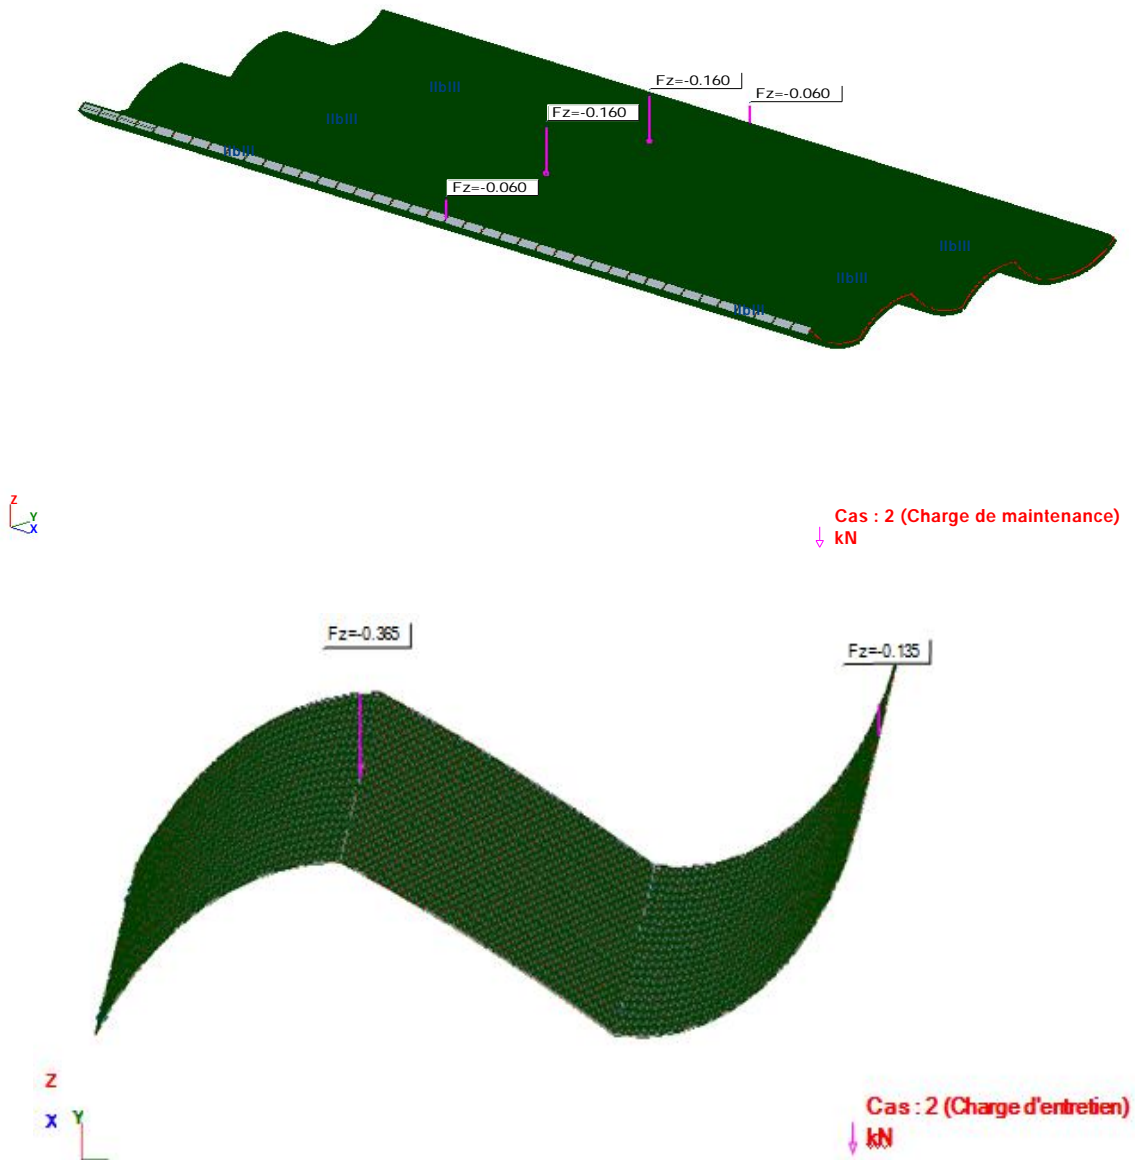 Fz=-0.160
Fz=-0.060
Fz=-0.160
Fz=-0.060
Z
Y
X
Cas : 2 (Charge de maintenance)
kN
Fz=-0.365
Fz=-0.135
Z
X Y
Cas : 2 (Charge d'entretien)
kN